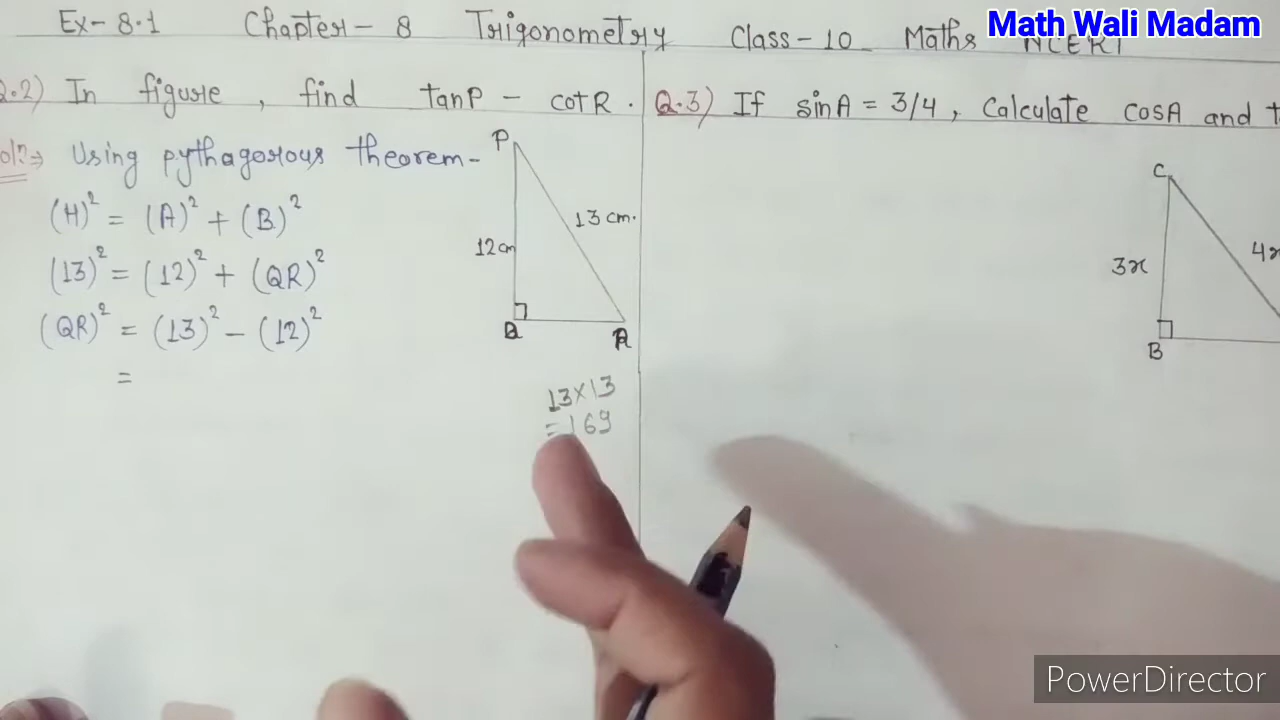 Ex-8.1 Chapter-8 Trigonometry Class-10 Maths NCERT
Math Wali Madam
Q.2) In figure, find tanP - cotR.
Using pythagorous theorem-
(H)² = (A)² + (B)²
(13)² = (12)² + (QR)²
(QR)² = (13)² - (12)²
=
P
12cm
13 cm.
Q
R
13×13
=169
Q.3) If sinA = 3/4, Calculate cosA and
C
3x
4x
B
PowerDirector